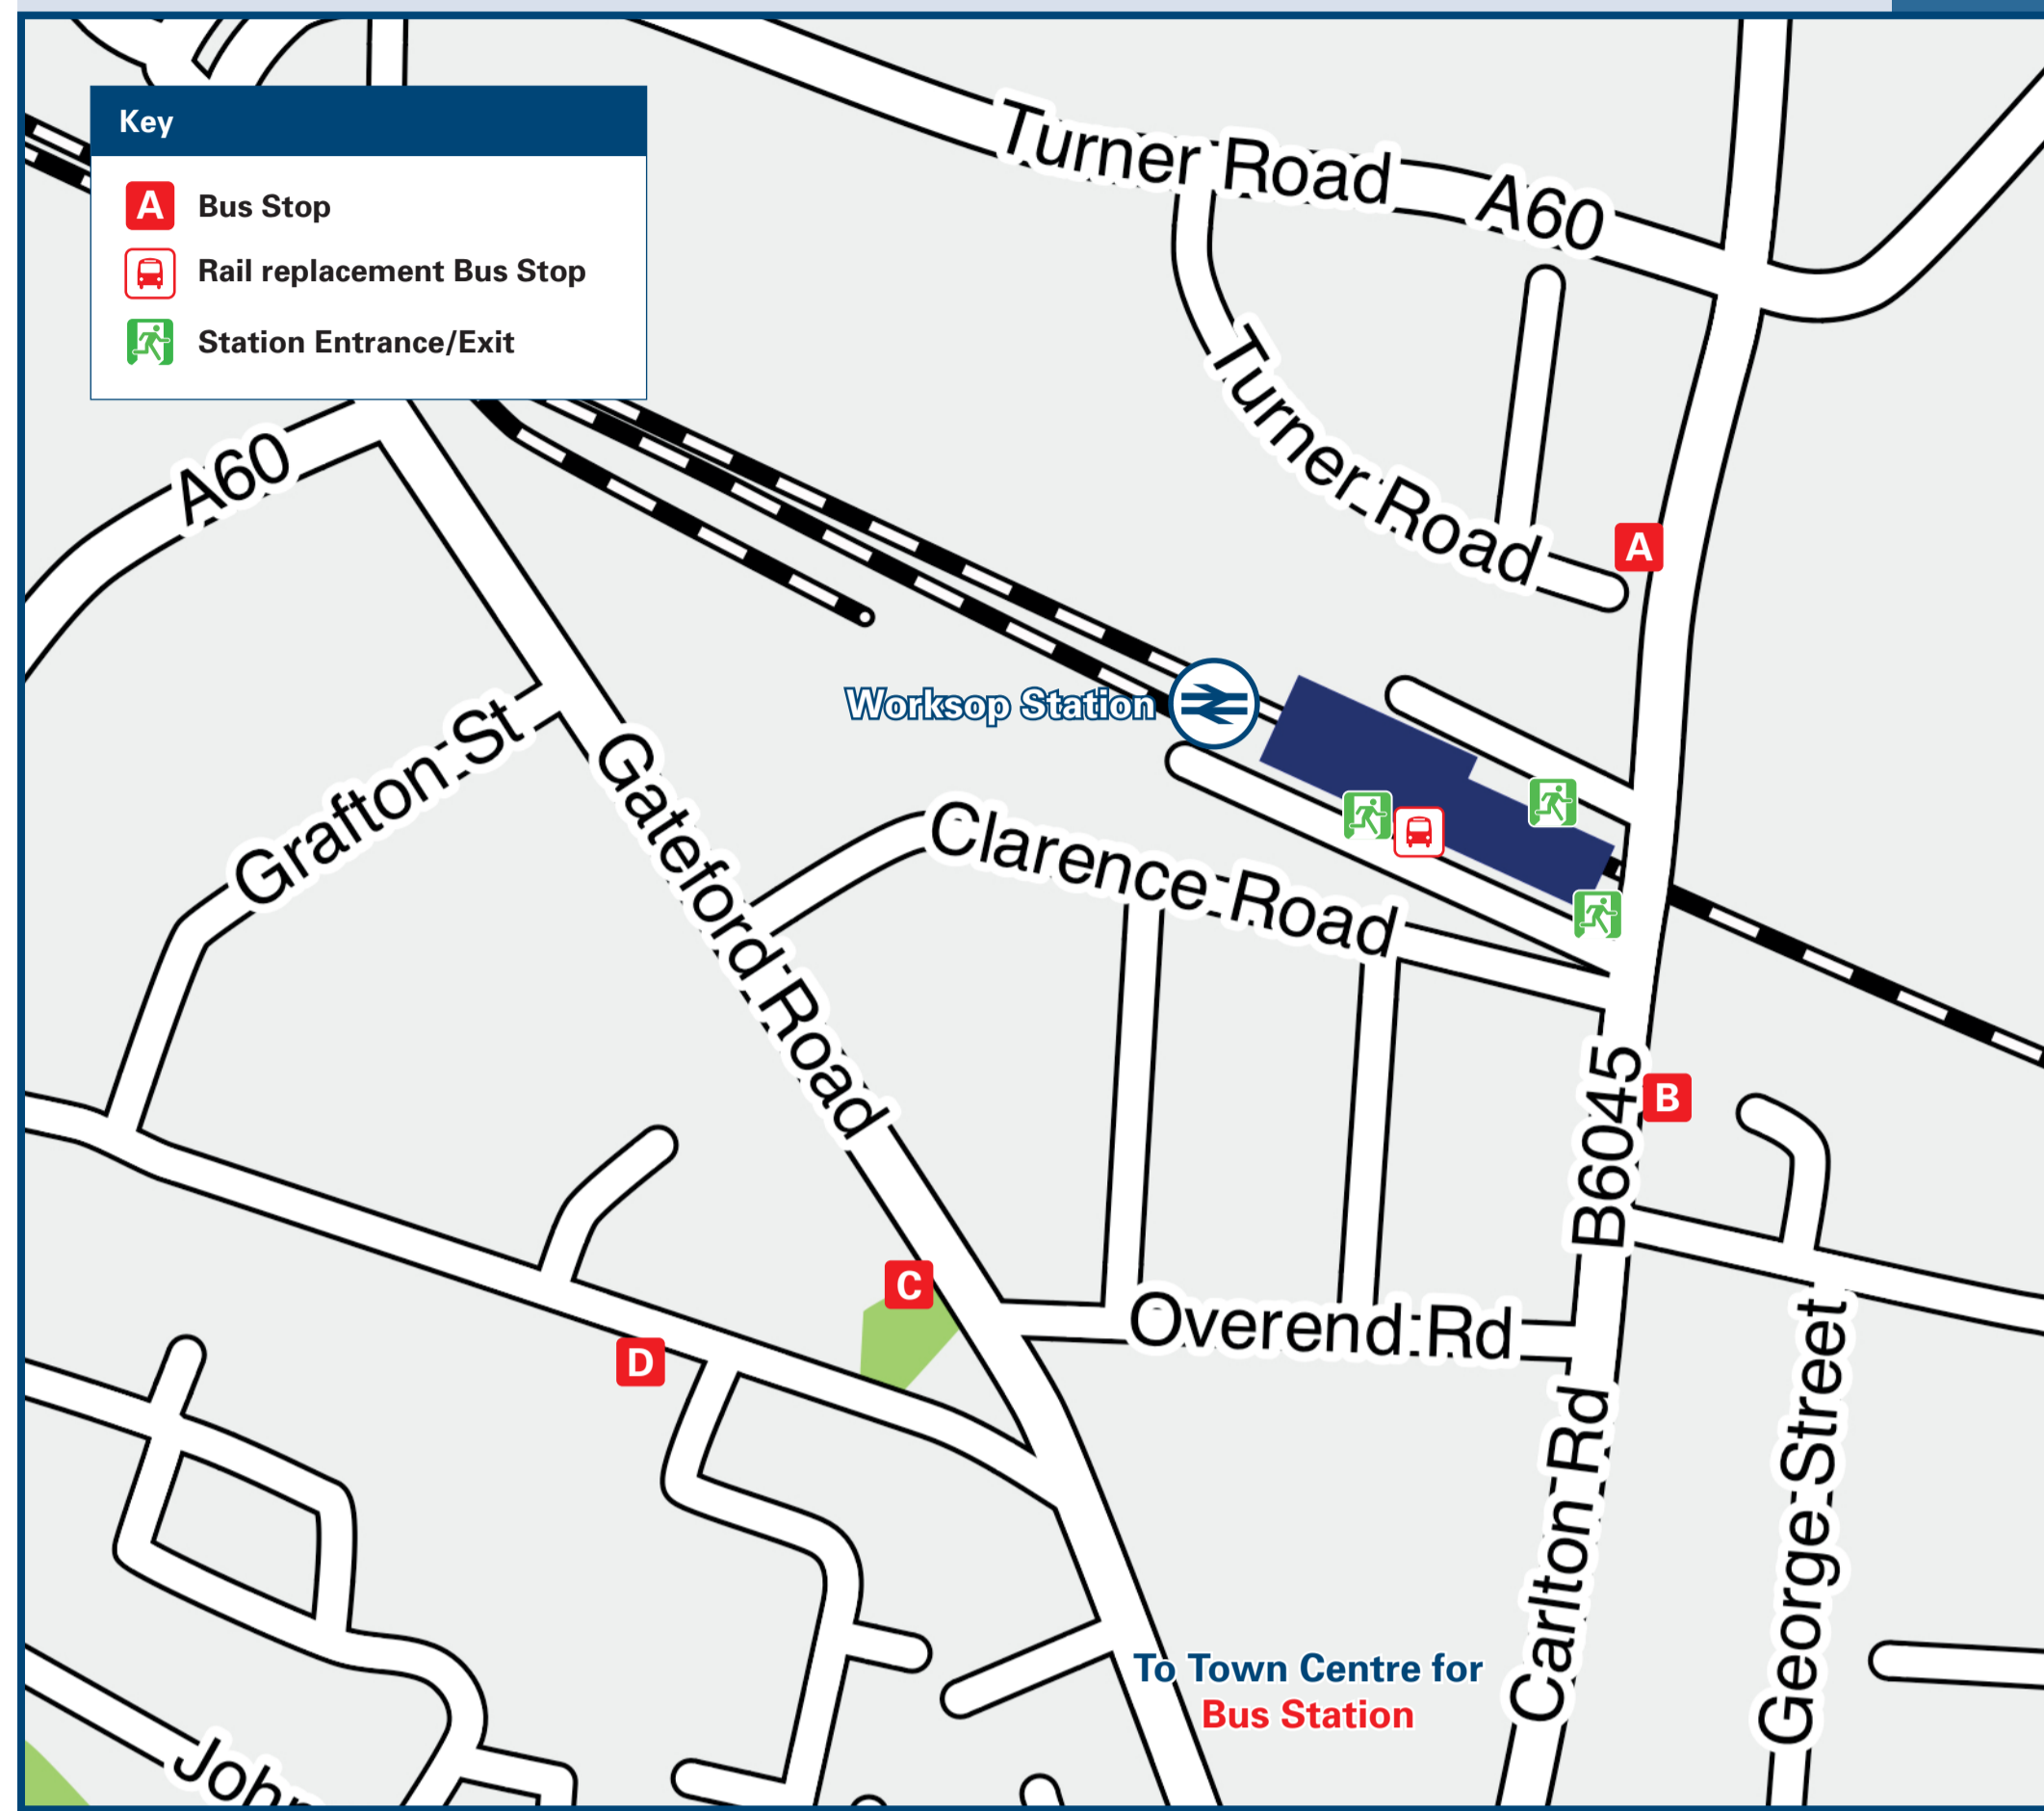 Key
A Bus Stop
Rail replacement Bus Stop
Station Entrance/Exit
Turner Road
A60
Turner Road
A60
A
Worksop Station
Grafton St
Gateford Road
Clarence Road
B6045
B
C
D
Overend Rd
Carlton Rd
George Street
To Town Centre for
Bus Station
John